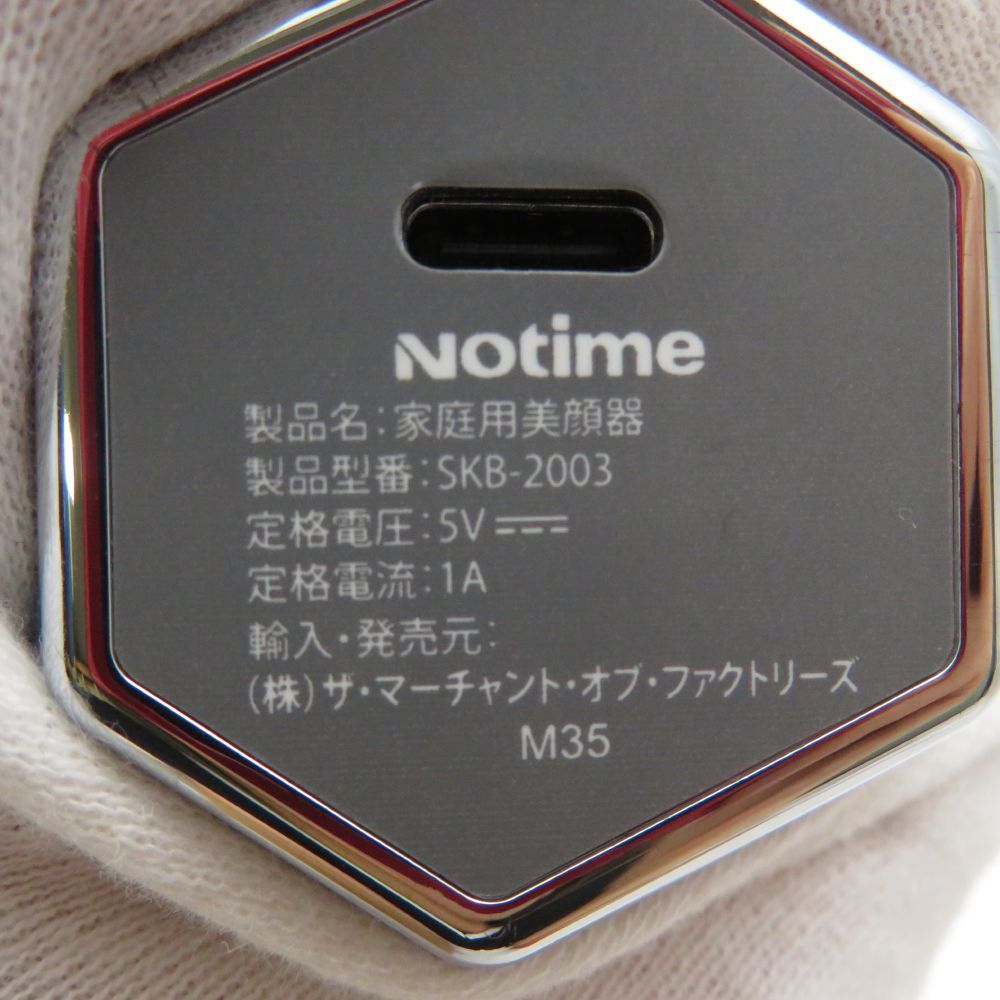 Notime
製品名:家庭用美顔器
製品型番:SKB-2003
定格電圧:5V⎓
定格電流:1A
輸入・発売元:
(株)ザ・マーチャント・オブ・ファクトリーズ
M35